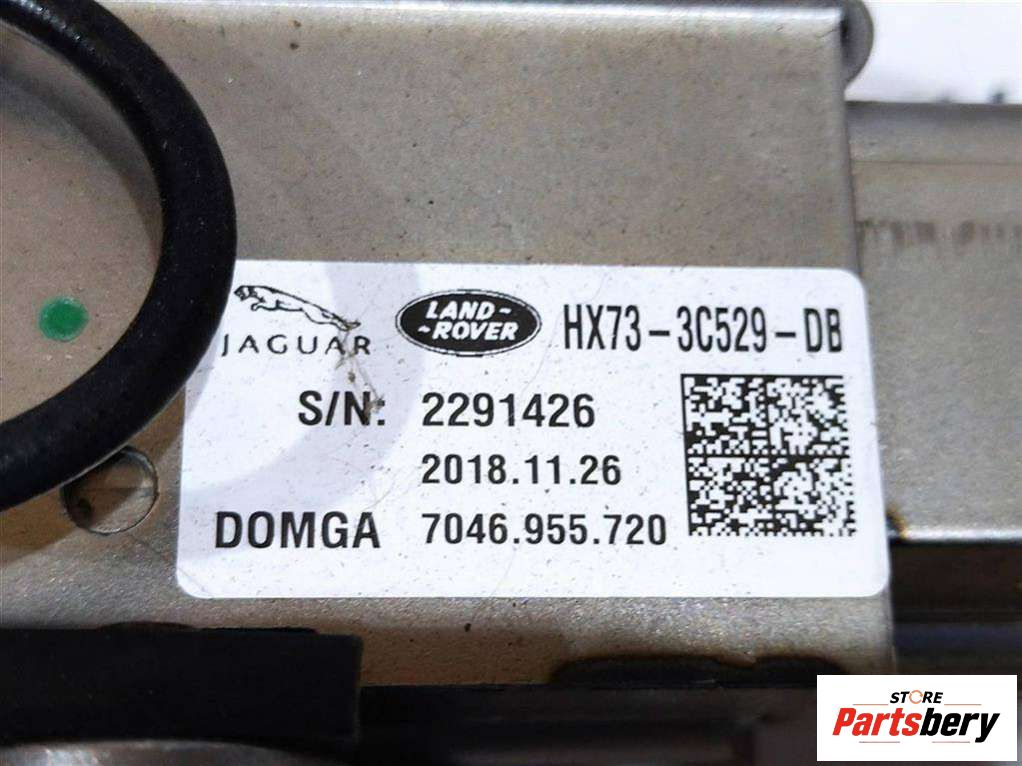 JAGUAR
LAND-
-ROVER
HX73-3C529-DB
S/N: 2291426
2018.11.26
DOMGA 7046.955.720
STORE
Partsbery